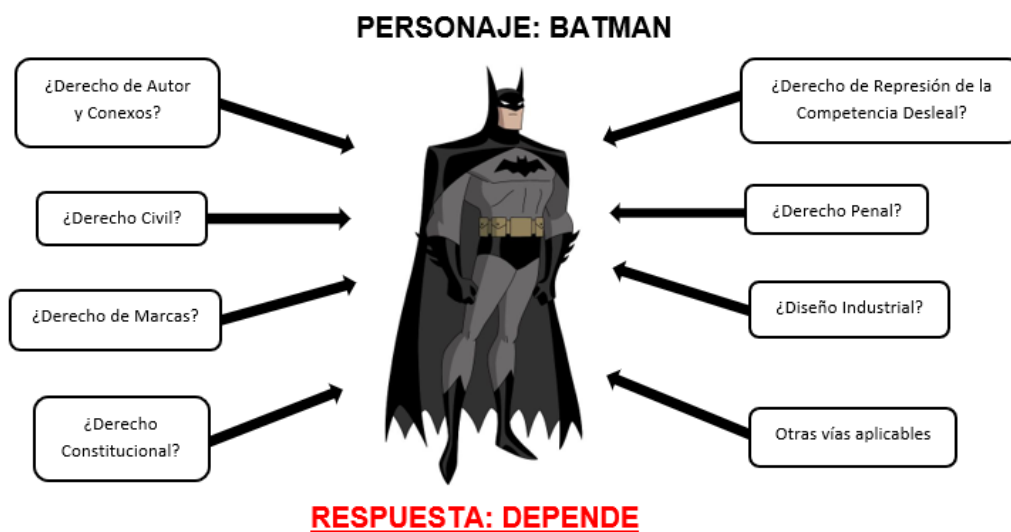 PERSONAJE: BATMAN
¿Derecho de Autor
y Conexos?
¿Derecho Civil?
¿Derecho de Marcas?
¿Derecho
Constitucional?
¿Derecho de Represión de la
Competencia Desleal?
¿Derecho Penal?
¿Diseño Industrial?
Otras vías aplicables
RESPUESTA: DEPENDE